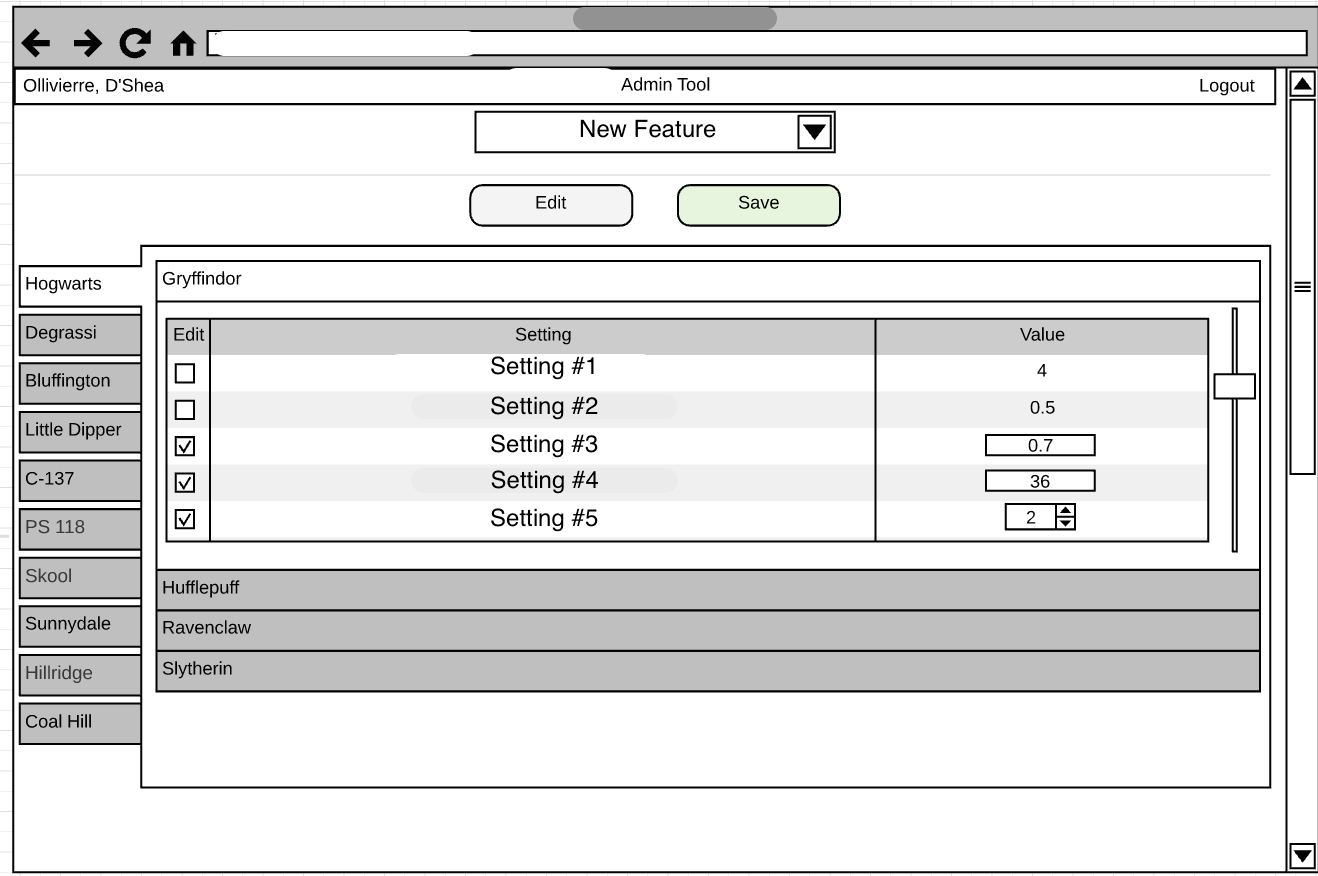 Ollivierre, D'Shea
Admin Tool
Logout
New Feature
Edit
Save
Hogwarts
Degrassi
Bluffington
Little Dipper
C-137
PS 118
Skool
Sunnydale
Hillridge
Coal Hill
Gryffindor
Edit Setting Value
Setting #1 4
Setting #2 0.5
Setting #3 0.7
Setting #4 36
Setting #5 2
Hufflepuff
Ravenclaw
Slytherin